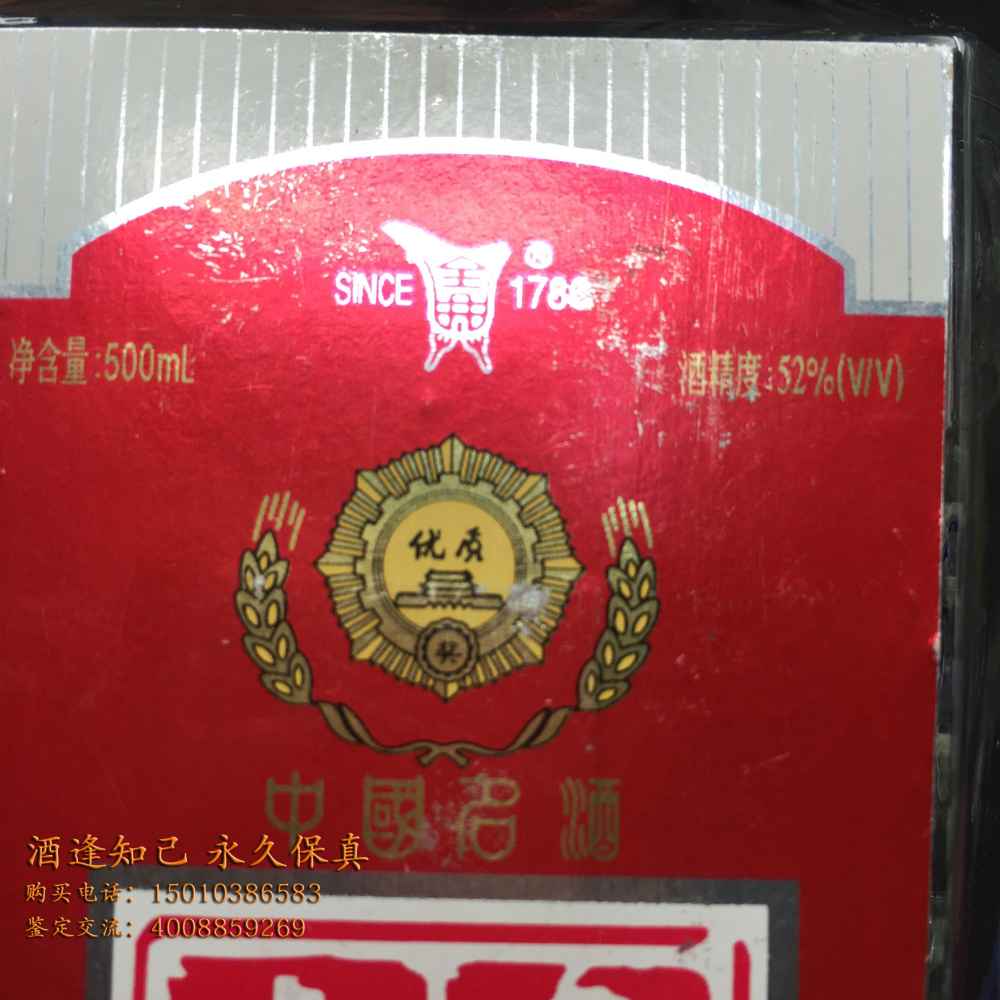 SINCE 1788
净含量:500mL
酒精度:52%(V/V)
优质
奖
中國名酒
酒逢知己 永久保真
购买电话：15010386583
鉴定交流：4008859269